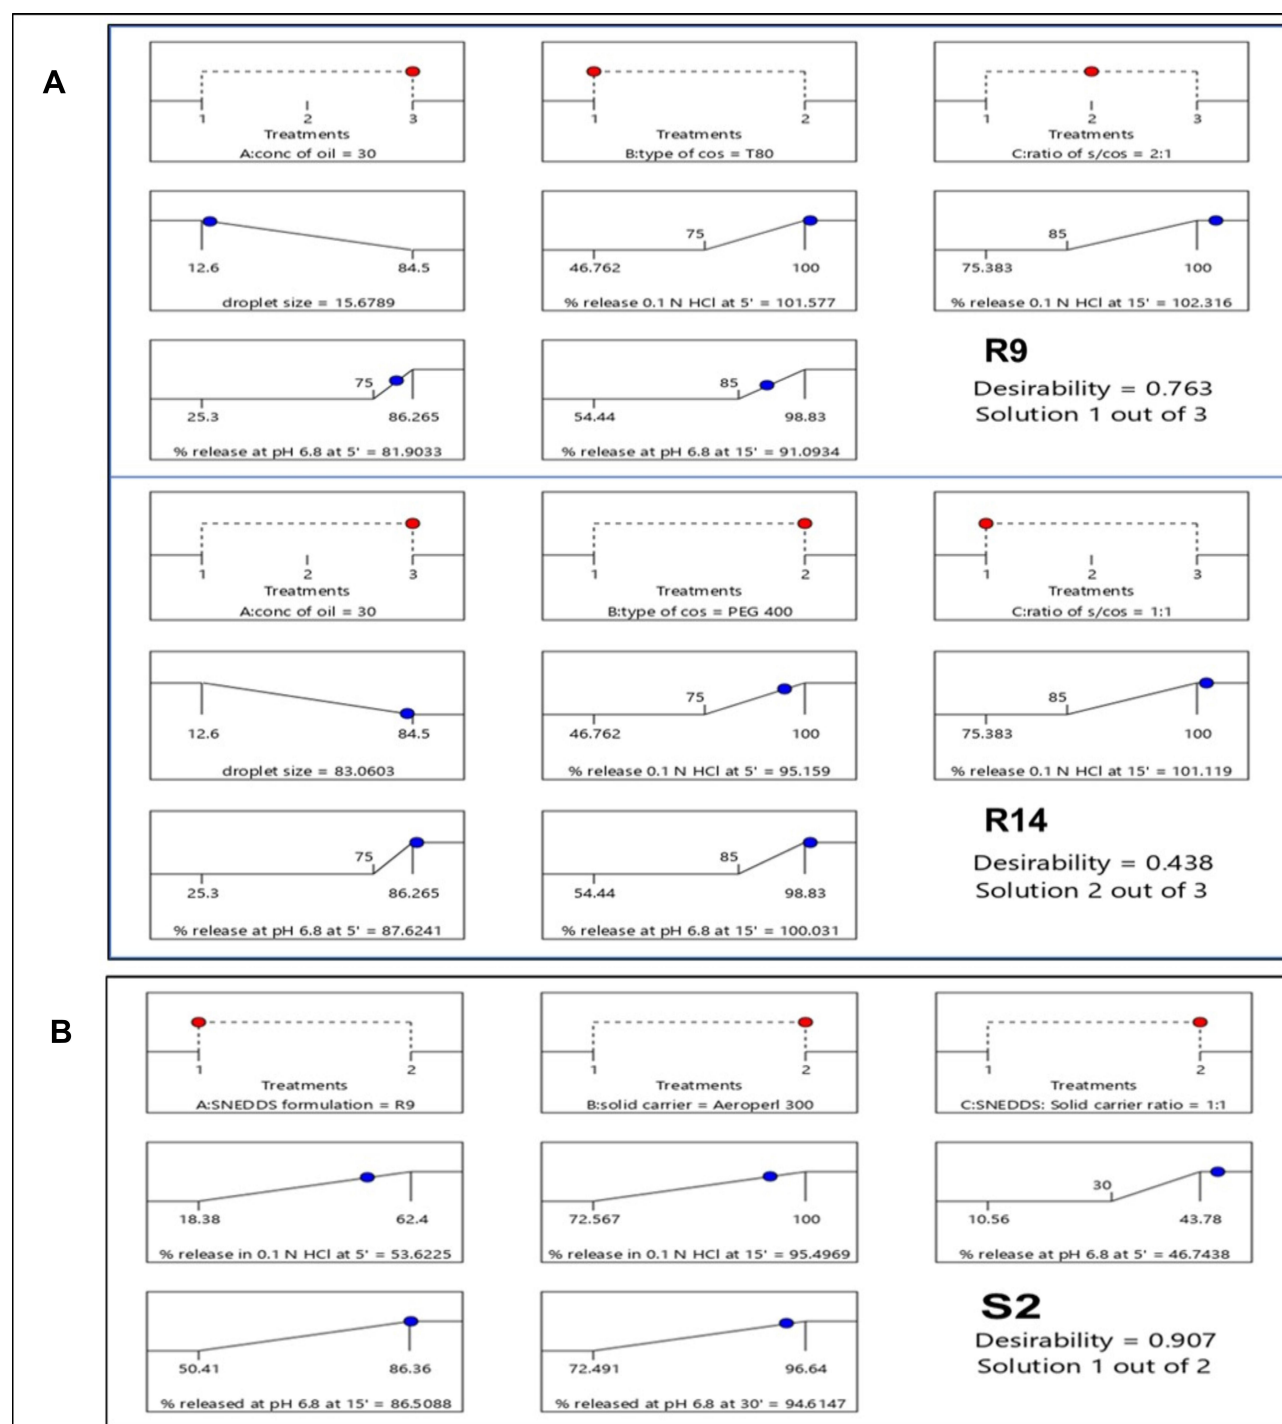 A
1 3
2
Treatments
A:conc of oil = 30
1 2
Treatments
B:type of cos = T80
1 2 3
Treatments
C:ratio of s/cos = 2:1
12.6 84.5
droplet size = 15.6789
75
46.762 100
% release 0.1 N HCl at 5' = 101.577
85
75.383 100
% release 0.1 N HCl at 15' = 102.316
75
25.3 86.265
% release at pH 6.8 at 5' = 81.9033
85
54.44 98.83
% release at pH 6.8 at 15' = 91.0934
R9
Desirability = 0.763
Solution 1 out of 3
1 2 3
Treatments
A:conc of oil = 30
1 2
Treatments
B:type of cos = PEG 400
1 2 3
Treatments
C:ratio of s/cos = 1:1
12.6 84.5
droplet size = 83.0603
75
46.762 100
% release 0.1 N HCl at 5' = 95.159
85
75.383 100
% release 0.1 N HCl at 15' = 101.119
75
25.3 86.265
% release at pH 6.8 at 5' = 87.6241
85
54.44 98.83
% release at pH 6.8 at 15' = 100.031
R14
Desirability = 0.438
Solution 2 out of 3
B
1 2
Treatments
A:SNEDDS formulation = R9
1 2
Treatments
B:solid carrier = Aeroperl 300
1 2
Treatments
C:SNEDDS: Solid carrier ratio = 1:1
18.38 62.4
% release in 0.1 N HCl at 5' = 53.6225
72.567 100
% release in 0.1 N HCl at 15' = 95.4969
30
10.56 43.78
% release at pH 6.8 at 5' = 46.7438
50.41 86.36
% released at pH 6.8 at 15' = 86.5088
72.491 96.64
% released at pH 6.8 at 30' = 94.6147
S2
Desirability = 0.907
Solution 1 out of 2